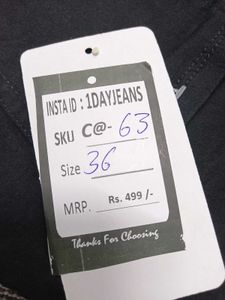 INSTA ID : 1DAYJEANS
SKU C@- 63
Size 36
MRP. Rs. 499 /-
Thanks For Choosing